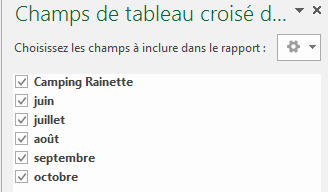 Champs de tableau croisé d...
Choisissez les champs à inclure dans le rapport :
Camping Rainette
juin
juillet
août
septembre
octobre